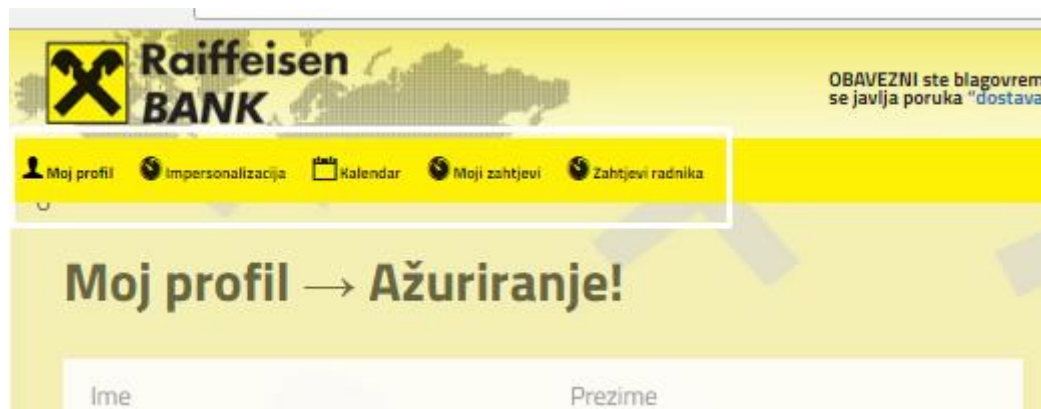 Raiffeisen
BANK
OBAVEZNI ste blagovrem
se javlja poruka "dostava
Moj profil Impersonalizacija Kalendar Moji zahtjevi Zahtjevi radnika
Moj profil → Ažuriranje!
Ime Prezime